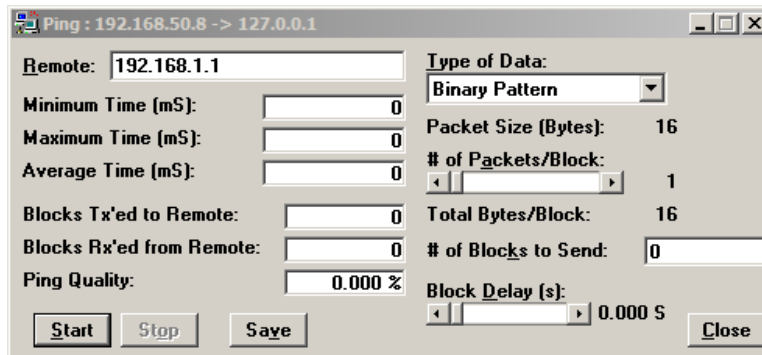 Ping : 192.168.50.8 -> 127.0.0.1
Remote: 192.168.1.1
Minimum Time (mS): 0
Maximum Time (mS): 0
Average Time (mS): 0
Blocks Tx'ed to Remote: 0
Blocks Rx'ed from Remote: 0
Ping Quality: 0.000 %
Start Stop Save
Type of Data:
Binary Pattern
Packet Size (Bytes): 16
# of Packets/Block:
1
Total Bytes/Block: 16
# of Blocks to Send: 0
Block Delay (s):
0.000 S
Close